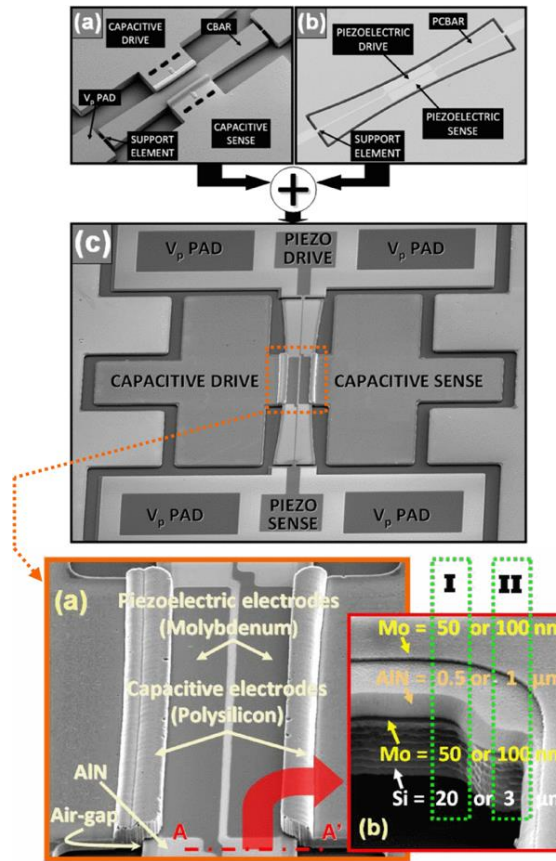 (a)
CAPACITIVE
DRIVE
CBAR
Vₚ PAD
SUPPORT
ELEMENT
CAPACITIVE
SENSE
(b)
PCBAR
PIEZOELECTRIC
DRIVE
PIEZOELECTRIC
SENSE
SUPPORT
ELEMENT
+
(c)
Vₚ PAD
PIEZO
DRIVE
Vₚ PAD
CAPACITIVE DRIVE
CAPACITIVE SENSE
Vₚ PAD
PIEZO
SENSE
Vₚ PAD
(a)
Piezoelectric electrodes
(Molybdenum)
Capacitive electrodes
(Polysilicon)
AlN
Air-gap
A
A'
I II
Mo = 50 or 100 nm
AlN = 0.5 or 1 μm
Mo = 50 or 100 nm
Si = 20 or 3 μm
(b)